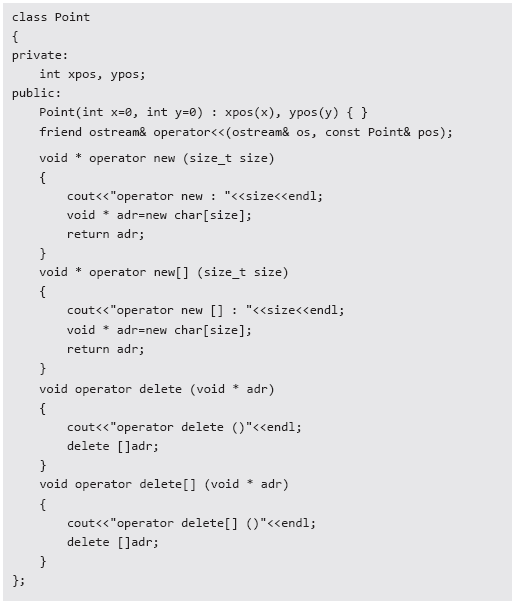 class Point
{
private:
    int xpos, ypos;
public:
    Point(int x=0, int y=0) : xpos(x), ypos(y) { }
    friend ostream& operator<<(ostream& os, const Point& pos);
    void * operator new (size_t size)
    {
        cout<<"operator new : "<<size<<endl;
        void * adr=new char[size];
        return adr;
    }
    void * operator new[] (size_t size)
    {
        cout<<"operator new [] : "<<size<<endl;
        void * adr=new char[size];
        return adr;
    }
    void operator delete (void * adr)
    {
        cout<<"operator delete ()"<<endl;
        delete []adr;
    }
    void operator delete[] (void * adr)
    {
        cout<<"operator delete[] ()"<<endl;
        delete []adr;
    }
};